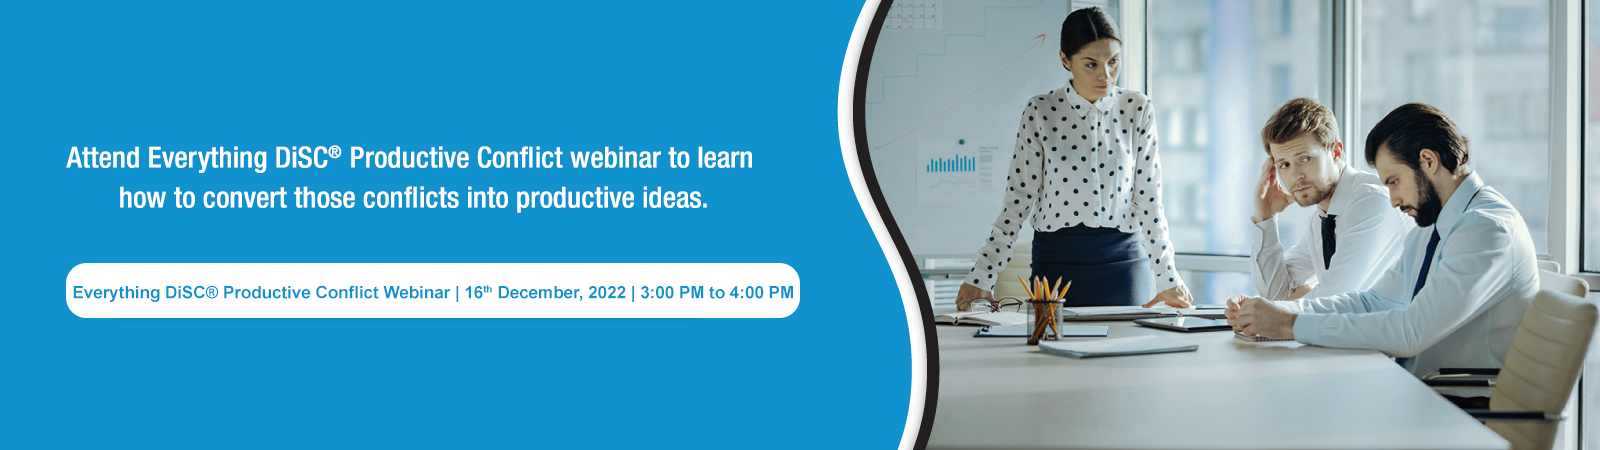 Attend Everything DiSC® Productive Conflict webinar to learn
how to convert those conflicts into productive ideas.
Everything DiSC® Productive Conflict Webinar | 16th December, 2022 | 3:00 PM to 4:00 PM